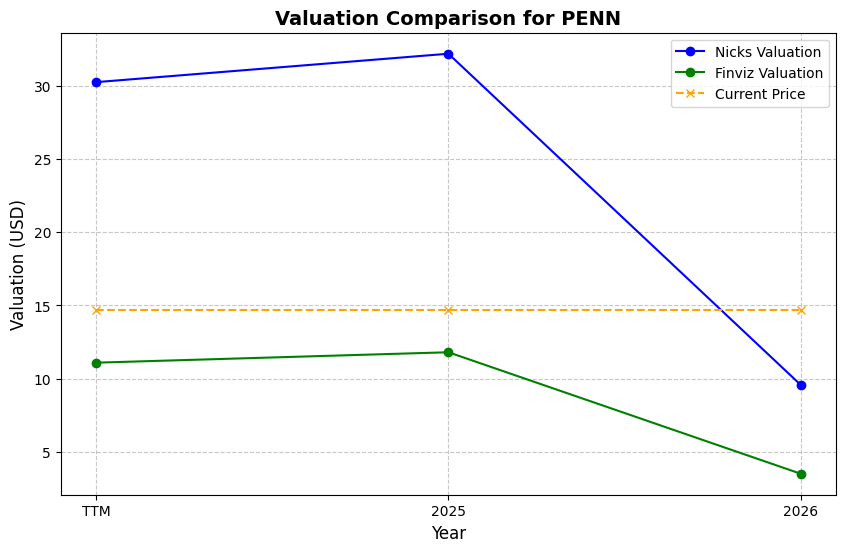 Valuation Comparison for PENN
Nicks Valuation
Finviz Valuation
Current Price
Valuation (USD)
30
25
20
15
10
5
TTM
2025
2026
Year